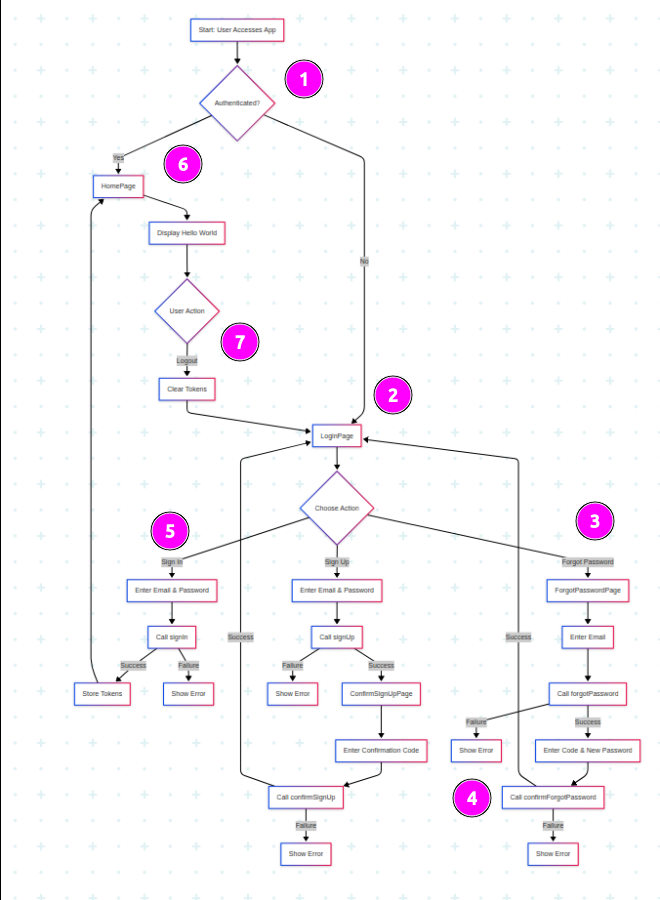 Start: User Accesses App
1
Authenticated?
Yes
6
HomePage
Display Hello World
No
User Action
7
Logout
Clear Tokens
2
LoginPage
Choose Action
5
3
Sign In
Sign Up
Forgot Password
Enter Email & Password
Enter Email & Password
ForgotPasswordPage
Call signIn
Success
Call signUp
Success
Enter Email
Success
Failure
Failure
Success
Store Tokens
Show Error
Show Error
ConfirmSignUpPage
Call forgotPassword
Failure
Success
Enter Confirmation Code
Show Error
Enter Code & New Password
Call confirmSignUp
4
Call confirmForgotPassword
Failure
Failure
Show Error
Show Error